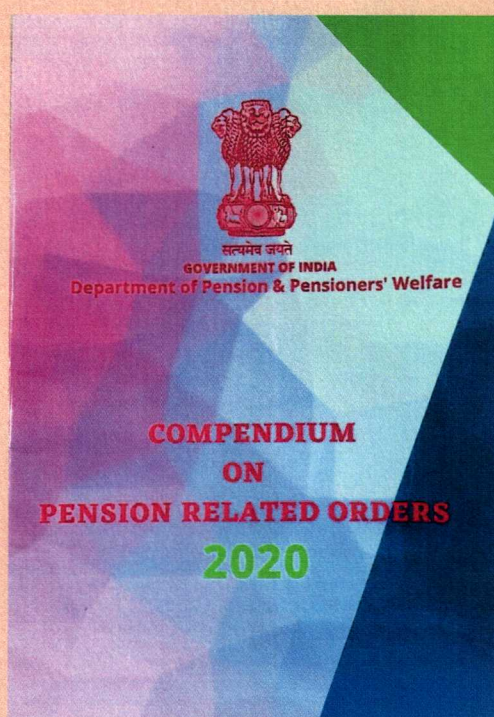 सत्यमेव जयते
GOVERNMENT OF INDIA
Department of Pension & Pensioners' Welfare
COMPENDIUM
ON
PENSION RELATED ORDERS
2020